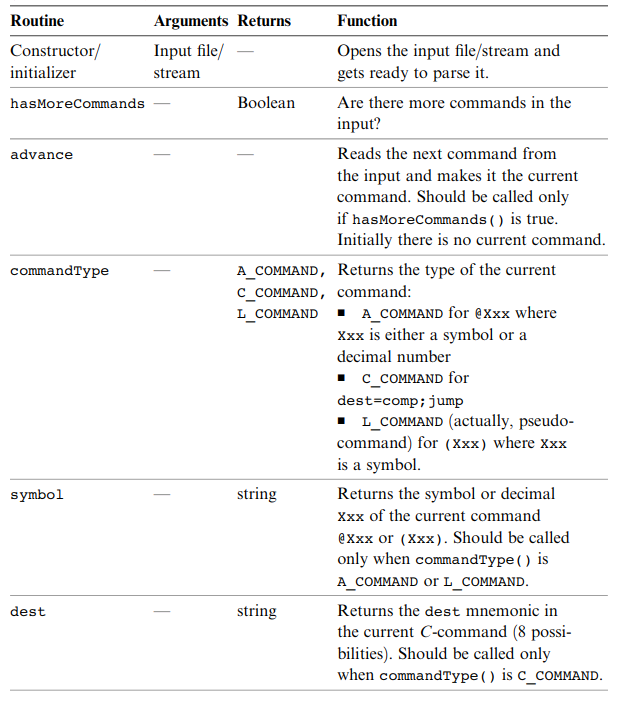 Routine Arguments Returns Function
Constructor/ Input file/ — Opens the input file/stream and
initializer stream gets ready to parse it.
hasMoreCommands — Boolean Are there more commands in the
input?
advance — — Reads the next command from
the input and makes it the current
command. Should be called only
if hasMoreCommands() is true.
Initially there is no current command.
commandType — A_COMMAND, Returns the type of the current
C_COMMAND, command:
L_COMMAND ■ A_COMMAND for @Xxx where
Xxx is either a symbol or a
decimal number
■ C_COMMAND for
dest=comp;jump
■ L_COMMAND (actually, pseudo-
command) for (Xxx) where Xxx
is a symbol.
symbol — string Returns the symbol or decimal
Xxx of the current command
@Xxx or (Xxx). Should be called
only when commandType() is
A_COMMAND or L_COMMAND.
dest — string Returns the dest mnemonic in
the current C-command (8 possi-
bilities). Should be called only
when commandType() is C_COMMAND.